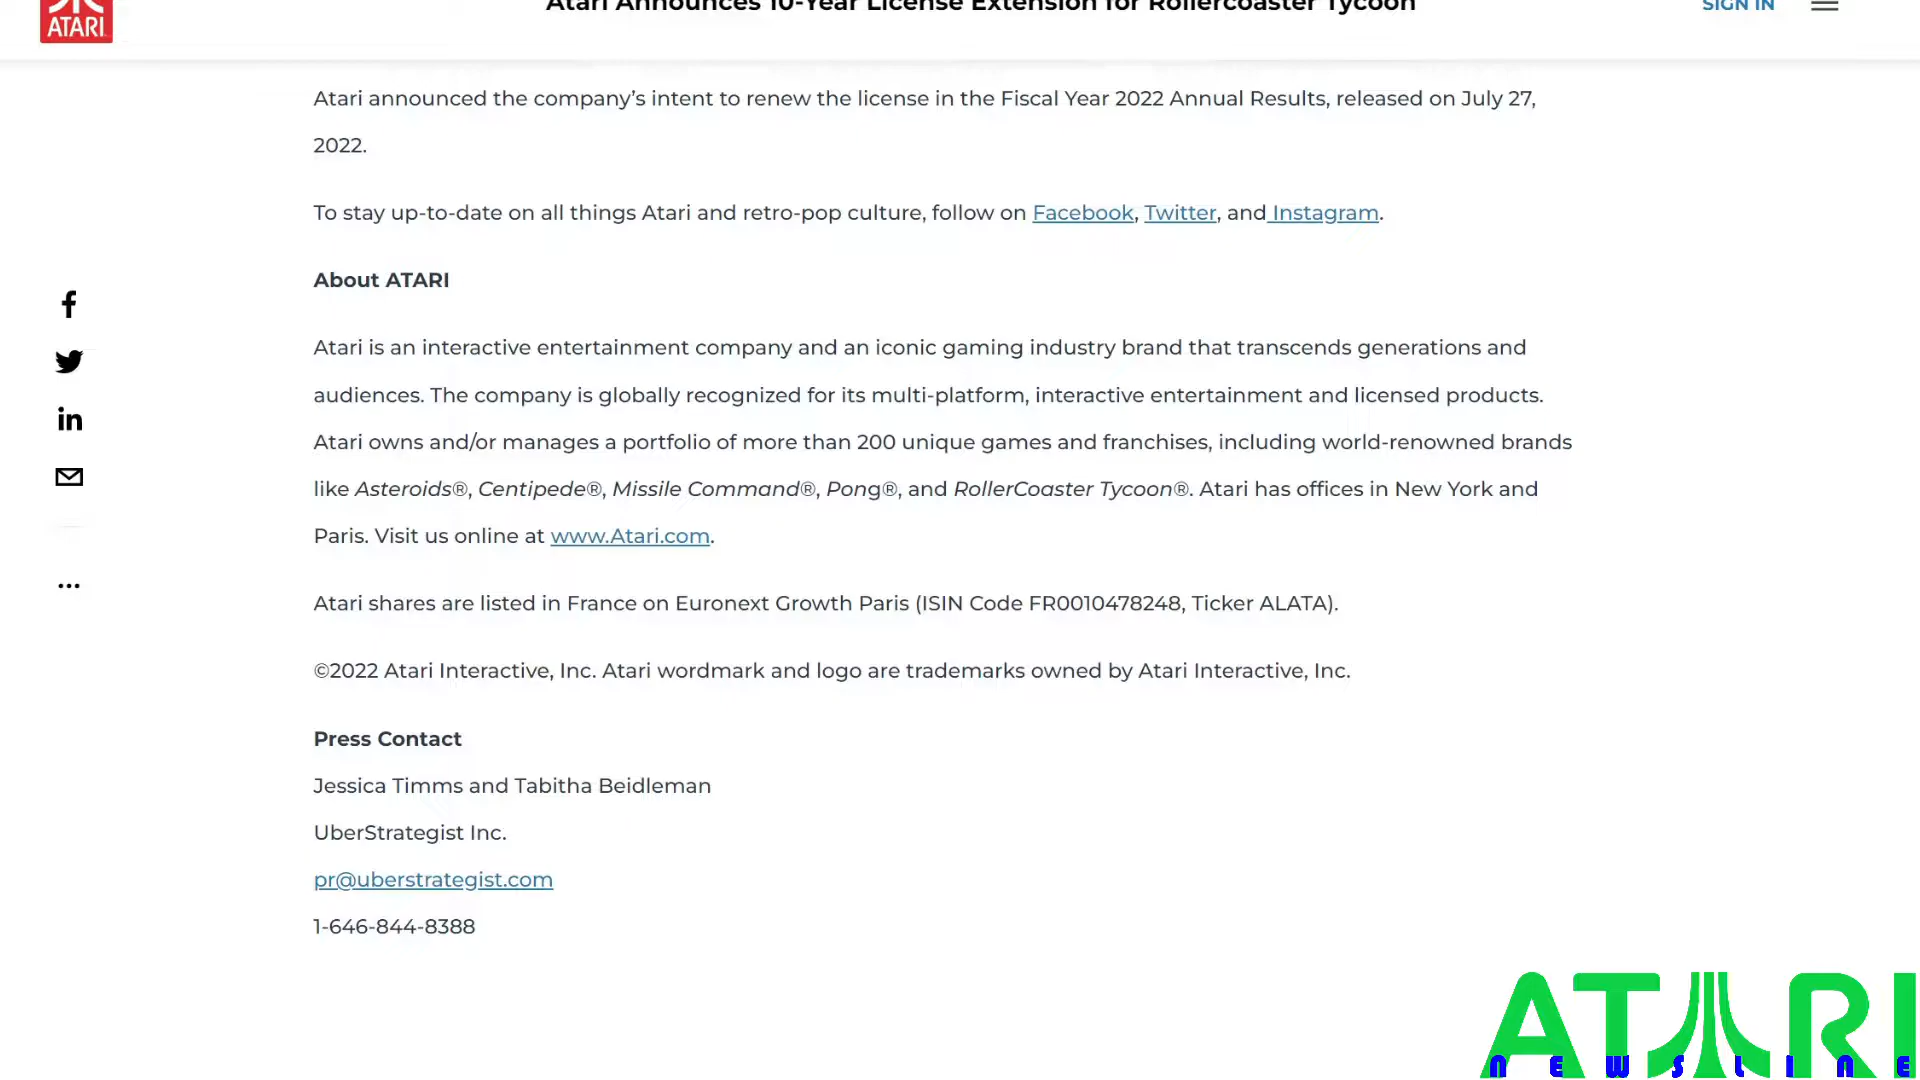 ATARI
Atari Announces 10-Year License Extension for Rollercoaster Tycoon
SIGN IN
Atari announced the company’s intent to renew the license in the Fiscal Year 2022 Annual Results, released on July 27,
2022.
To stay up-to-date on all things Atari and retro-pop culture, follow on Facebook, Twitter, and Instagram.
About ATARI
Atari is an interactive entertainment company and an iconic gaming industry brand that transcends generations and
audiences. The company is globally recognized for its multi-platform, interactive entertainment and licensed products.
Atari owns and/or manages a portfolio of more than 200 unique games and franchises, including world-renowned brands
like Asteroids®, Centipede®, Missile Command®, Pong®, and RollerCoaster Tycoon®. Atari has offices in New York and
Paris. Visit us online at www.Atari.com.
Atari shares are listed in France on Euronext Growth Paris (ISIN Code FR0010478248, Ticker ALATA).
©2022 Atari Interactive, Inc. Atari wordmark and logo are trademarks owned by Atari Interactive, Inc.
Press Contact
Jessica Timms and Tabitha Beidleman
UberStrategist Inc.
pr@uberstrategist.com
1-646-844-8388
ATARI
newsline